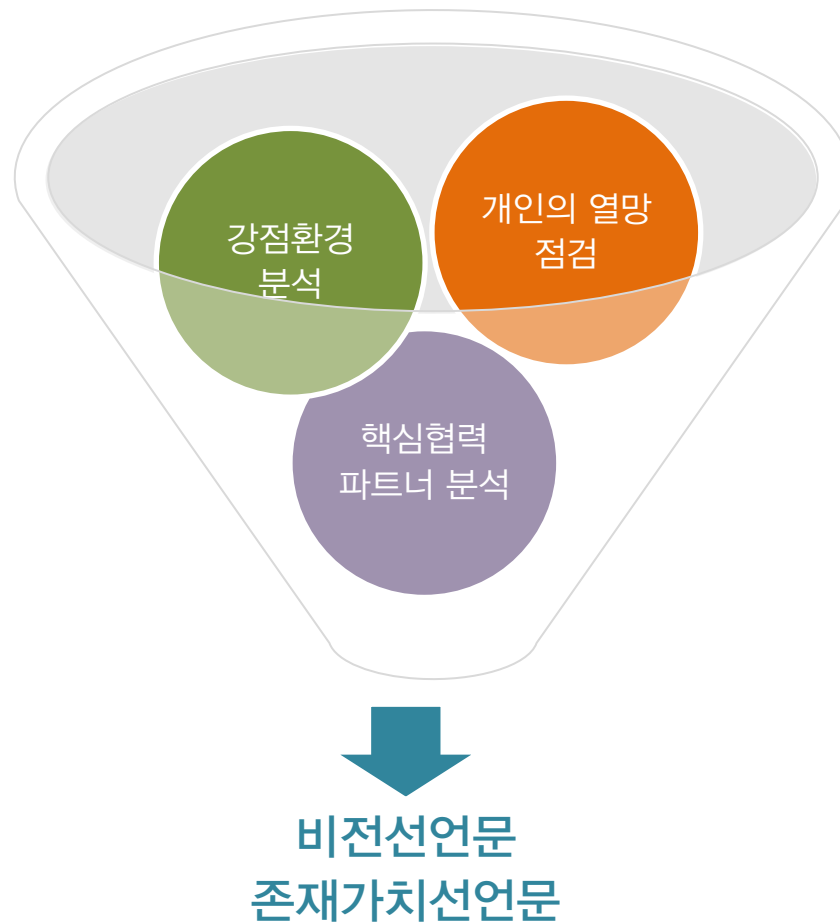 강점환경
분석
개인의 열망
점검
핵심협력
파트너 분석
비전선언문
존재가치선언문